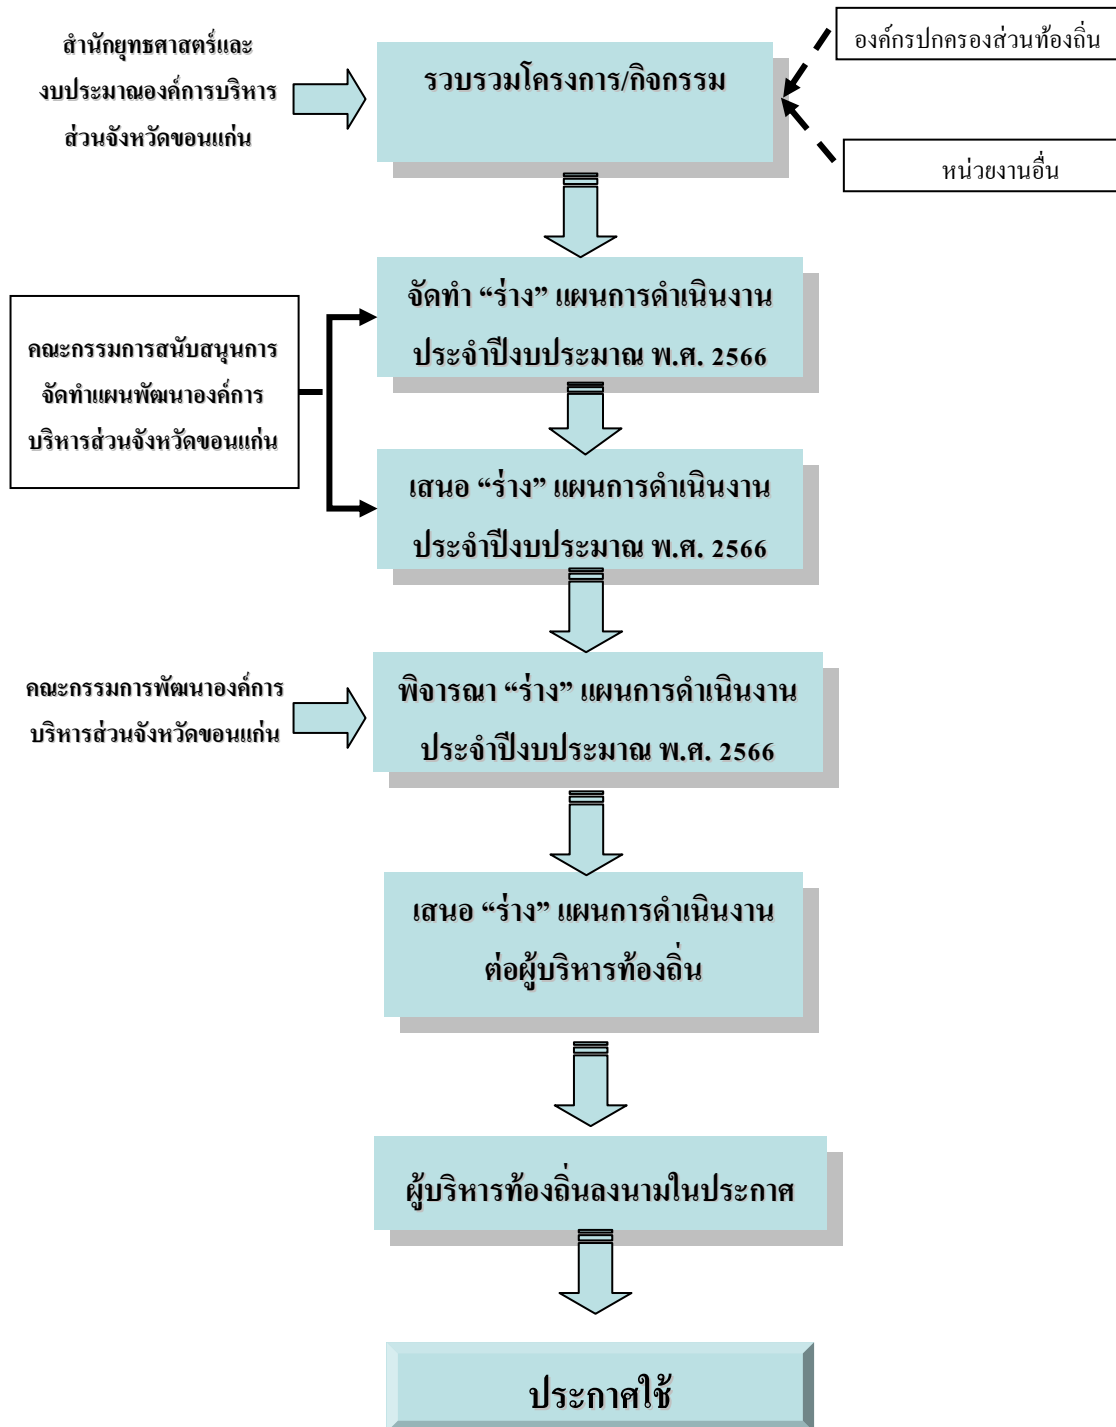 สำนักยุทธศาสตร์และ
งบประมาณองค์การบริหาร
ส่วนจังหวัดขอนแก่น
รวบรวมโครงการ/กิจกรรม
องค์กรปกครองส่วนท้องถิ่น
หน่วยงานอื่น
จัดทำ “ร่าง” แผนการดำเนินงาน
ประจำปีงบประมาณ พ.ศ. 2566
คณะกรรมการสนับสนุนการ
จัดทำแผนพัฒนาองค์การ
บริหารส่วนจังหวัดขอนแก่น
เสนอ “ร่าง” แผนการดำเนินงาน
ประจำปีงบประมาณ พ.ศ. 2566
คณะกรรมการพัฒนาองค์การ
บริหารส่วนจังหวัดขอนแก่น
พิจารณา “ร่าง” แผนการดำเนินงาน
ประจำปีงบประมาณ พ.ศ. 2566
เสนอ “ร่าง” แผนการดำเนินงาน
ต่อผู้บริหารท้องถิ่น
ผู้บริหารท้องถิ่นลงนามในประกาศ
ประกาศใช้